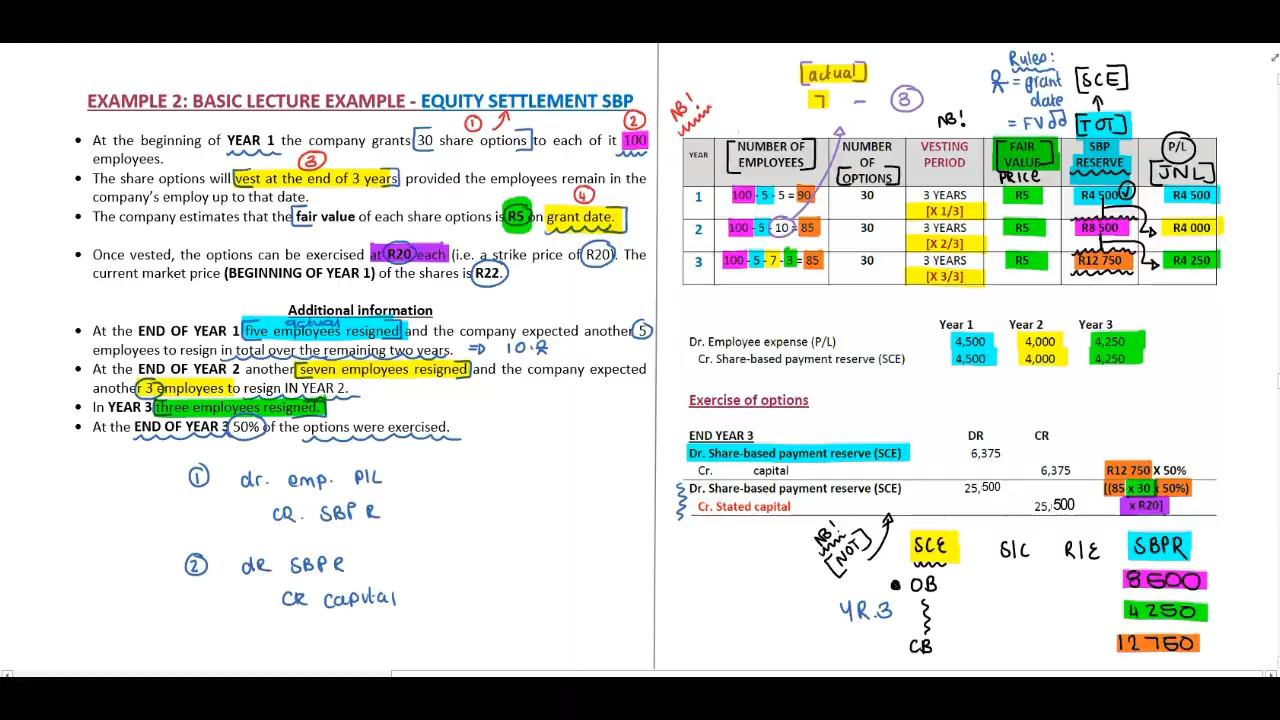 EXAMPLE 2: BASIC LECTURE EXAMPLE - EQUITY SETTLEMENT SBP
① ②
• At the beginning of YEAR 1 the company grants 30 share options to each of it 100
employees.
③
• The share options will vest at the end of 3 years provided the employees remain in the
company's employ up to that date.
④
• The company estimates that the fair value of each share options is R5 on grant date.
• Once vested, the options can be exercised at R20 each (i.e. a strike price of R20). The
current market price (BEGINNING OF YEAR 1) of the shares is R22.
Additional information
actual
• At the END OF YEAR 1 five employees resigned and the company expected another 5
employees to resign in total over the remaining two years. ⇒ 10.
• At the END OF YEAR 2 another seven employees resigned and the company expected
another 3 employees to resign IN YEAR 2.
• In YEAR 3 three employees resigned.
• At the END OF YEAR 3 50% of the options were exercised.
① dr. emp. P/L
CR. SBPR
② dR SBPR
CR capital
[actual]
7 - ③
NB!
NB!
Rules:
= grant
date
= FV
[SCE]
[TOT]
YEAR NUMBER OF EMPLOYEES NUMBER OF OPTIONS VESTING PERIOD FAIR VALUE PRICE SBP RESERVE P/L [JNL]
1 100 - 5 - 5 = 90 30 3 YEARS [X 1/3] R5 R4 500 R4 500
2 100 - 5 - 10 = 85 30 3 YEARS [X 2/3] R5 R8 500 R4 000
3 100 - 5 - 7 - 3 = 85 30 3 YEARS [X 3/3] R5 R12 750 R4 250
Year 1 Year 2 Year 3
Dr. Employee expense (P/L) 4,500 4,000 4,250
Cr. Share-based payment reserve (SCE) 4,500 4,000 4,250
Exercise of options
END YEAR 3 DR CR
Dr. Share-based payment reserve (SCE) 6,375
Cr. capital 6,375 R12 750 X 50%
Dr. Share-based payment reserve (SCE) 25,500 [(85 x 30 x 50%)
Cr. Stated capital 25,500 x R20]
NB!
[NOT]
SCE S/C R/E SBPR
• OB 8500
YR.3 4250
CB 12750